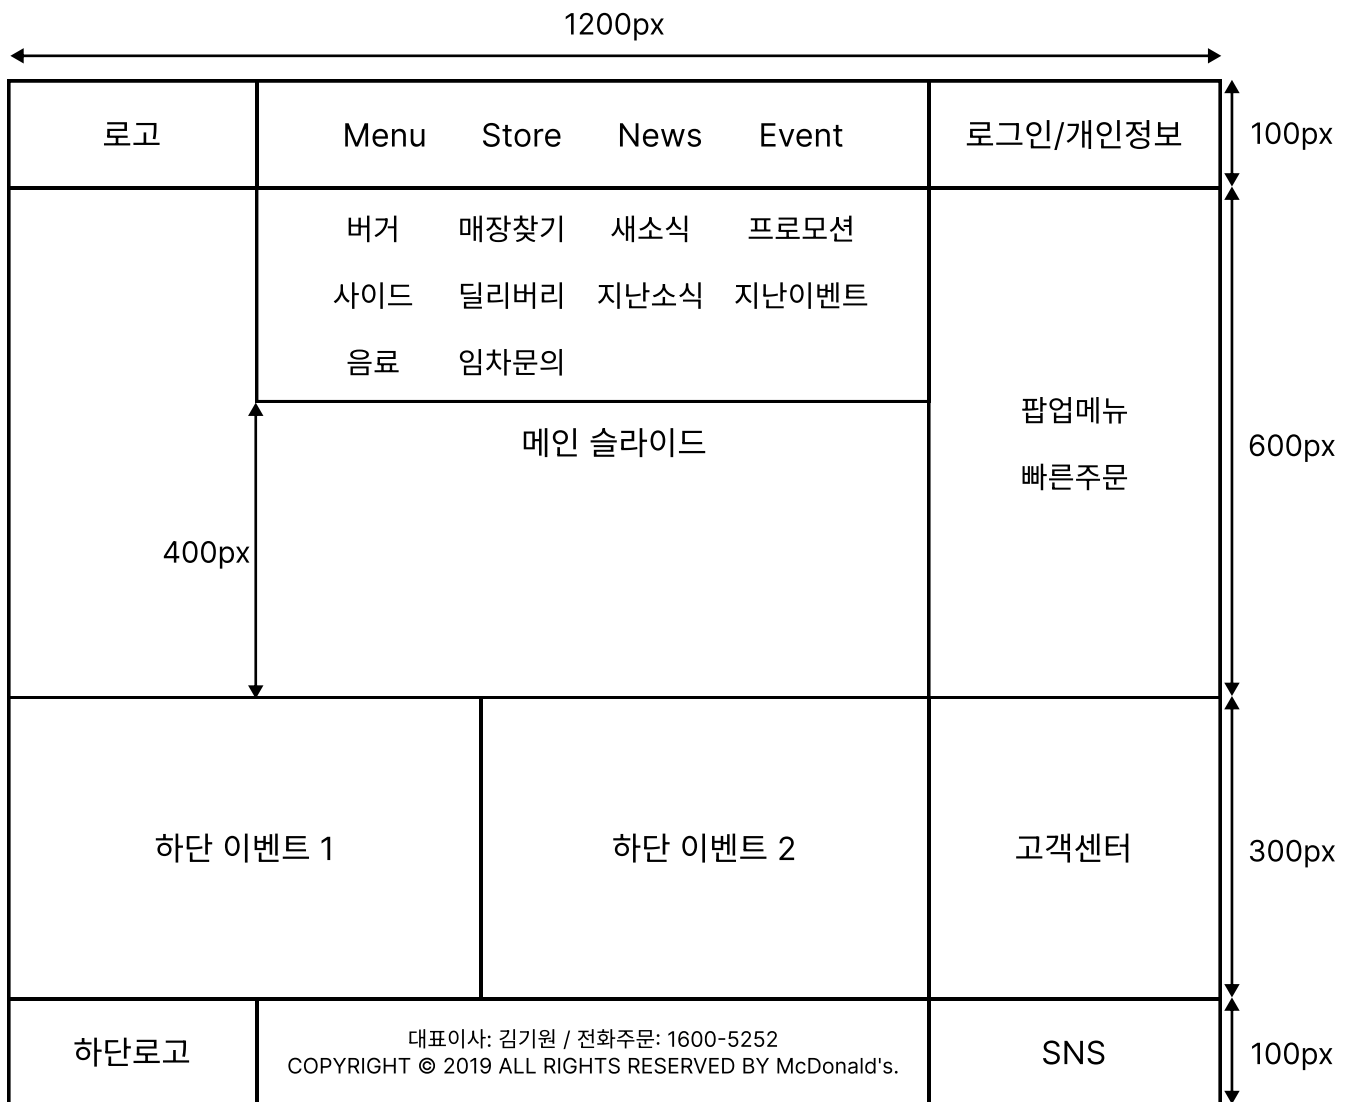 1200px
로고
Menu Store News Event
로그인/개인정보
100px
버거 매장찾기 새소식 프로모션
사이드 딜리버리 지난소식 지난이벤트
음료 임차문의
메인 슬라이드
400px
팝업메뉴
빠른주문
600px
하단 이벤트 1
하단 이벤트 2
고객센터
300px
하단로고
대표이사: 김기원 / 전화주문: 1600-5252
COPYRIGHT © 2019 ALL RIGHTS RESERVED BY McDonald's.
SNS
100px